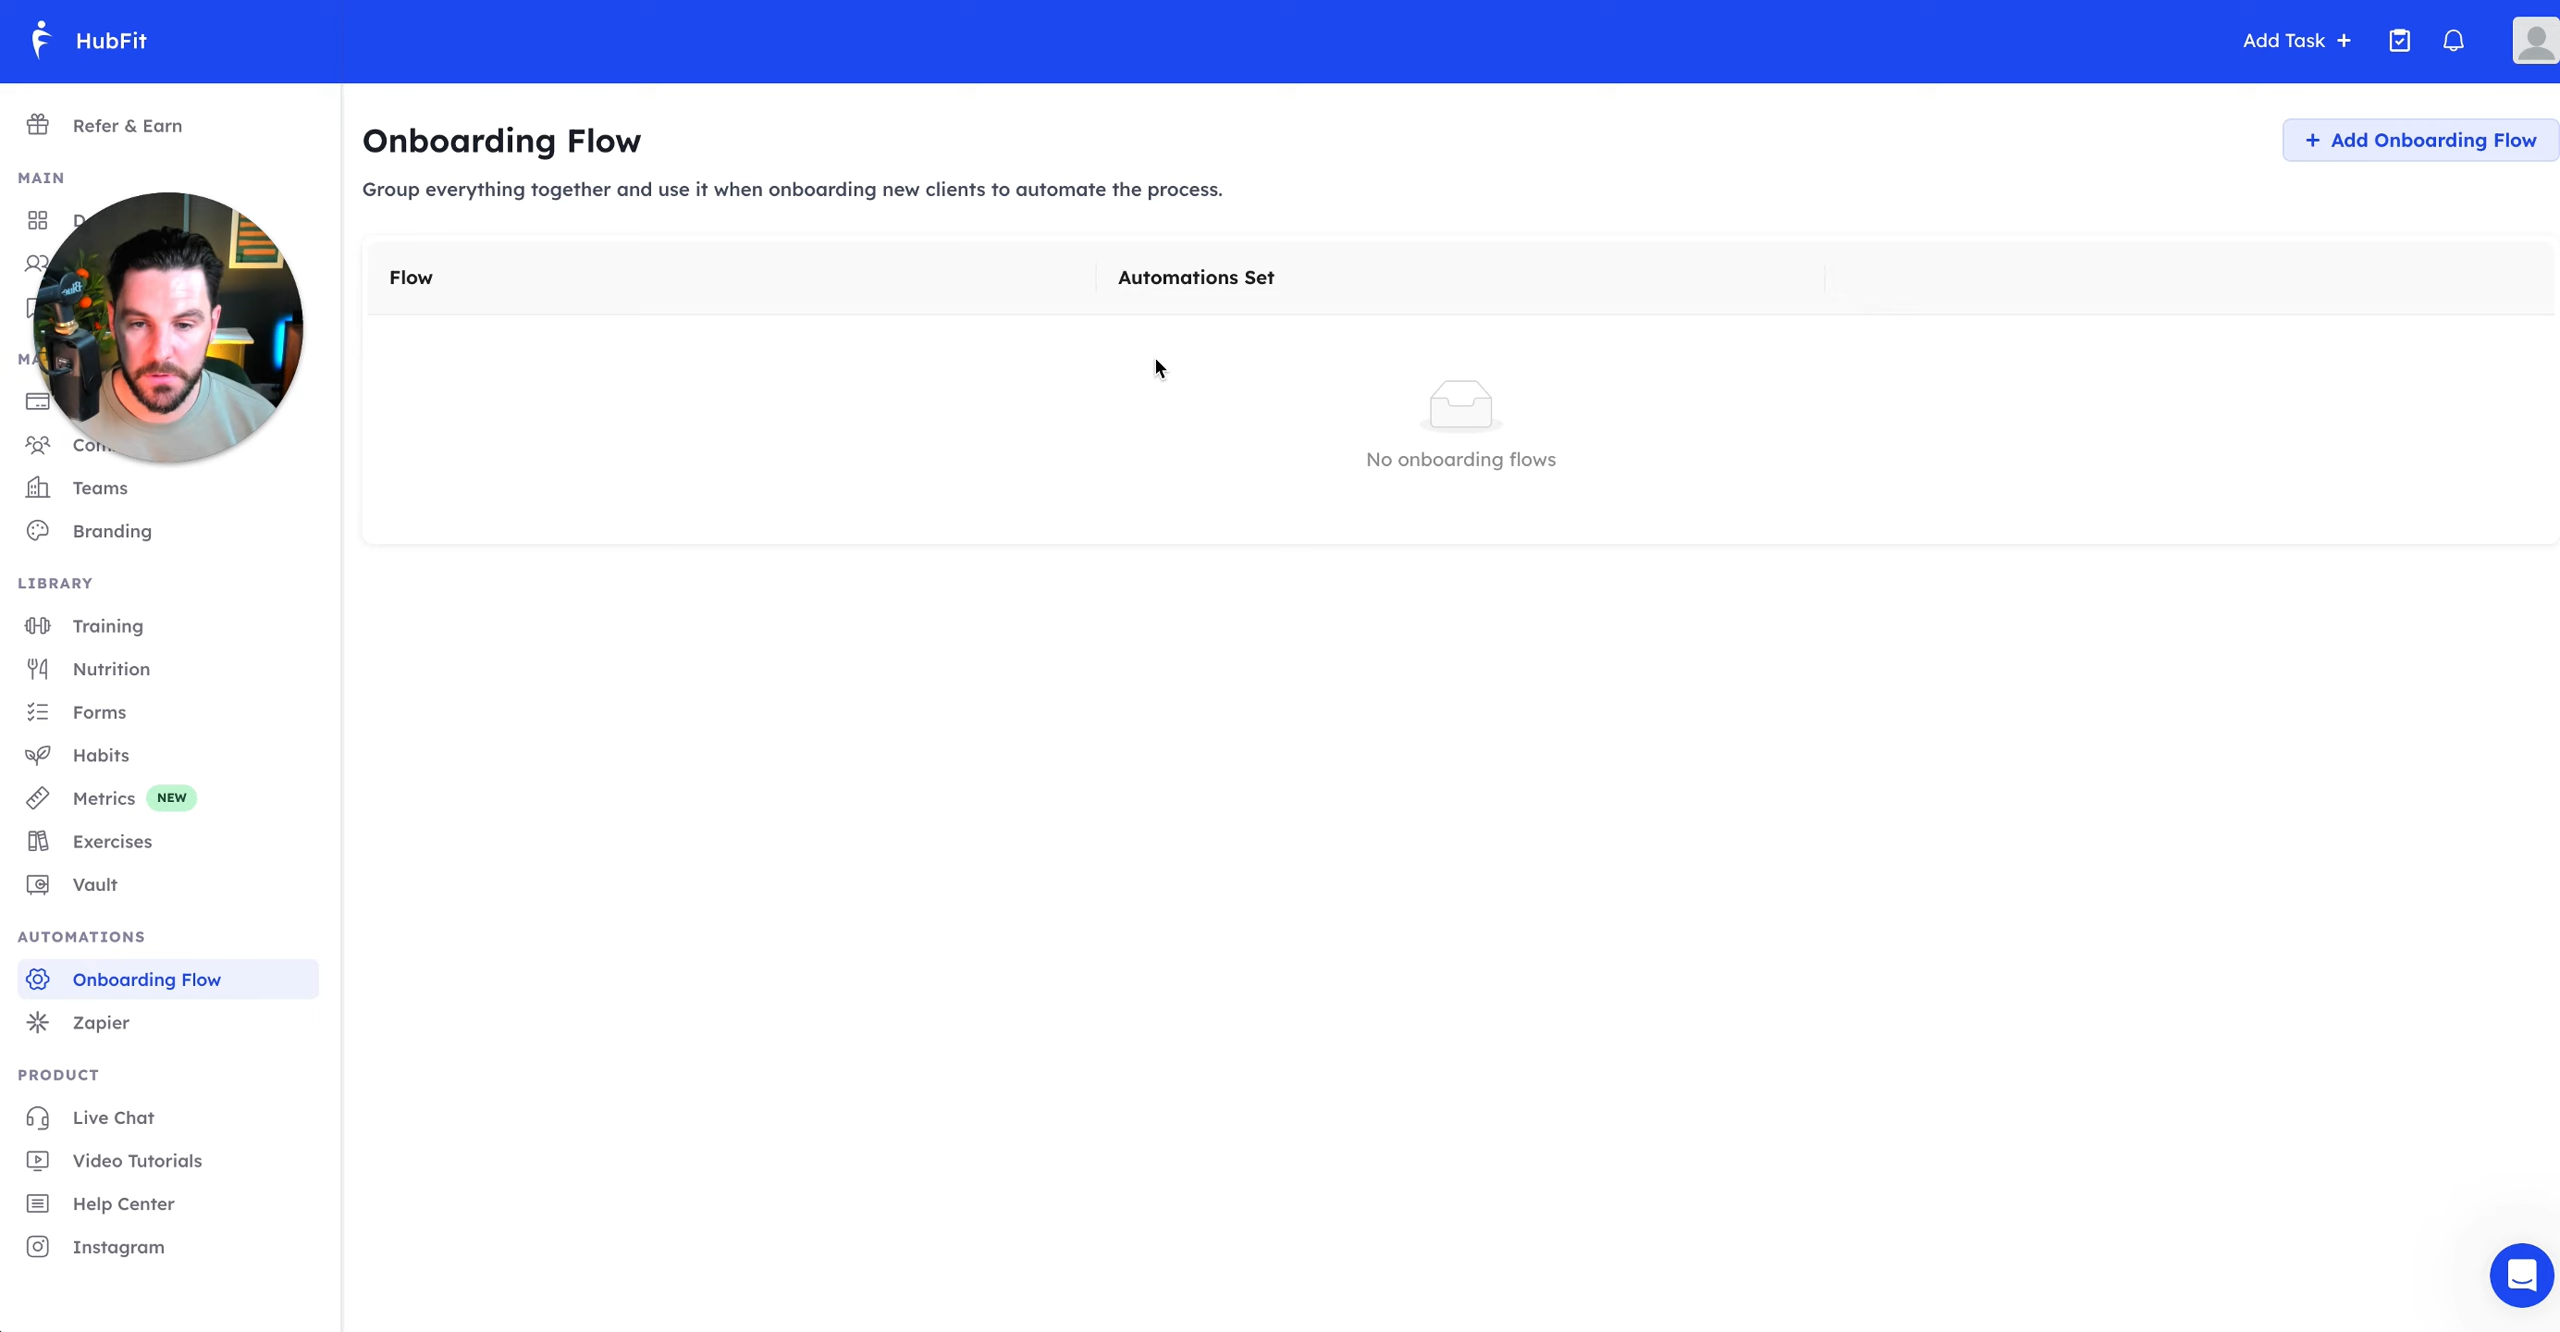 HubFit
Add Task +
Refer & Earn
MAIN
Teams
Branding
LIBRARY
Training
Nutrition
Forms
Habits
Metrics NEW
Exercises
Vault
AUTOMATIONS
Onboarding Flow
Zapier
PRODUCT
Live Chat
Video Tutorials
Help Center
Instagram
Onboarding Flow
+ Add Onboarding Flow
Group everything together and use it when onboarding new clients to automate the process.
Flow
Automations Set
No onboarding flows